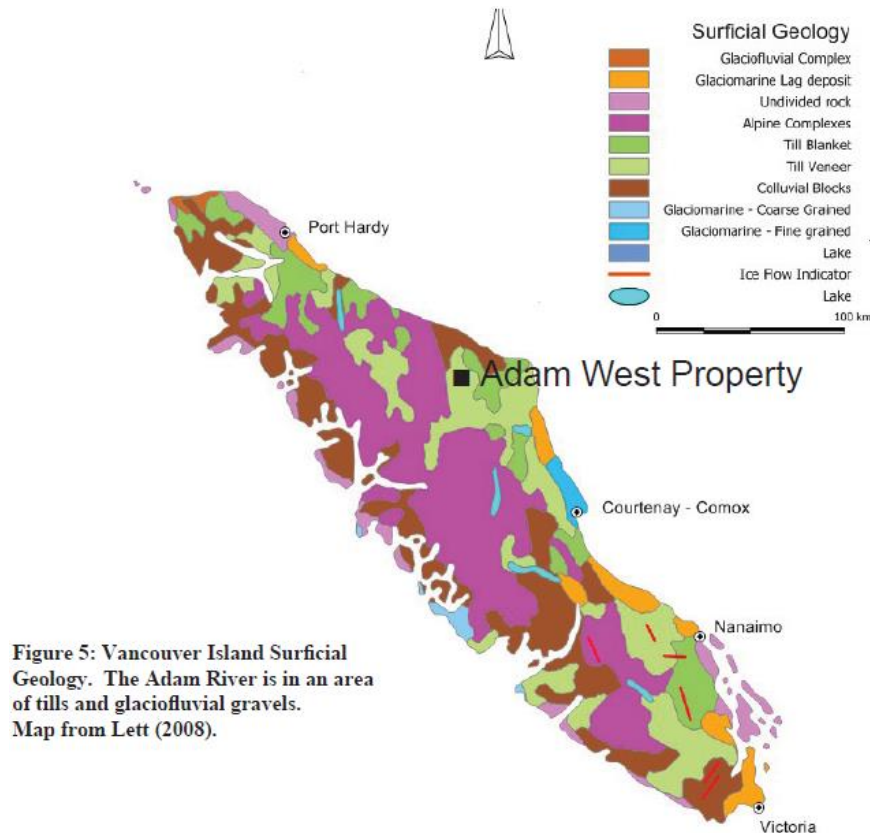 Surficial Geology
Glaciofluvial Complex
Glaciomarine Lag deposit
Undivided rock
Alpine Complexes
Till Blanket
Till Veneer
Colluvial Blocks
Glaciomarine - Coarse Grained
Glaciomarine - Fine grained
Lake
Ice Flow Indicator
Lake
0 100 km
Port Hardy
Adam West Property
Courtenay - Comox
Nanaimo
Victoria
Figure 5: Vancouver Island Surficial
Geology. The Adam River is in an area
of tills and glaciofluvial gravels.
Map from Lett (2008).